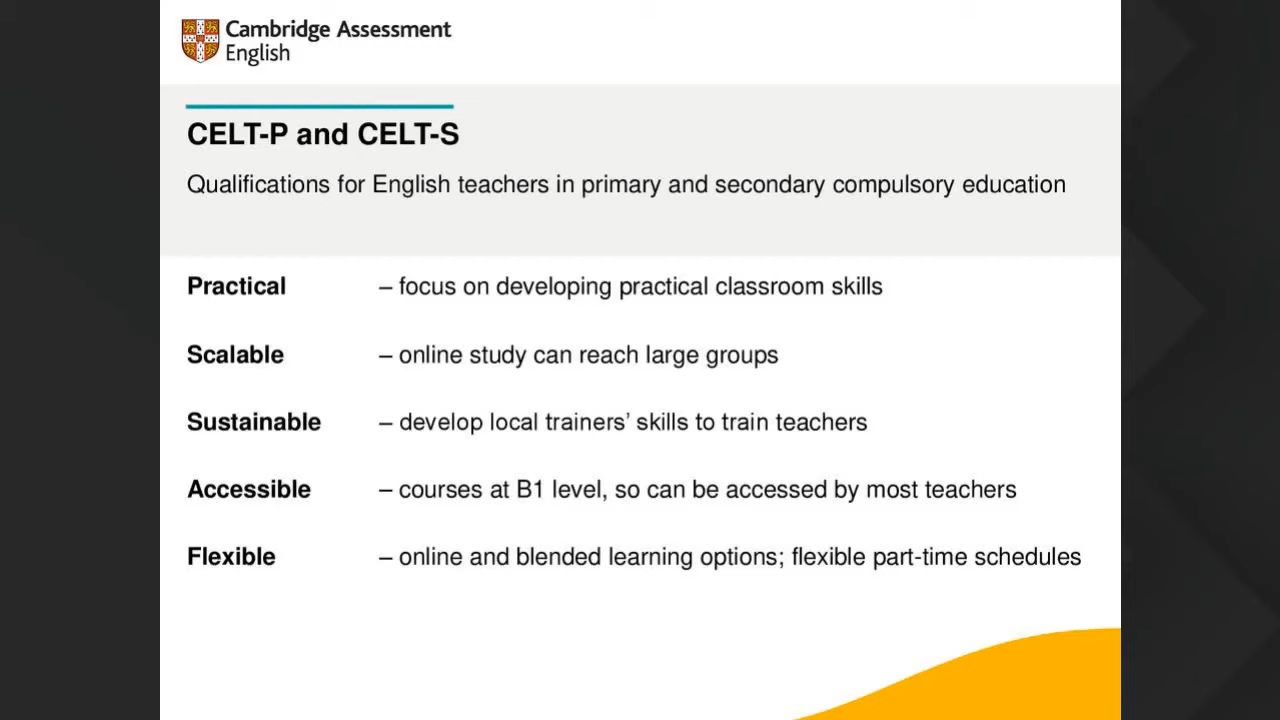 Cambridge Assessment
English
CELT-P and CELT-S
Qualifications for English teachers in primary and secondary compulsory education
Practical – focus on developing practical classroom skills
Scalable – online study can reach large groups
Sustainable – develop local trainers’ skills to train teachers
Accessible – courses at B1 level, so can be accessed by most teachers
Flexible – online and blended learning options; flexible part-time schedules